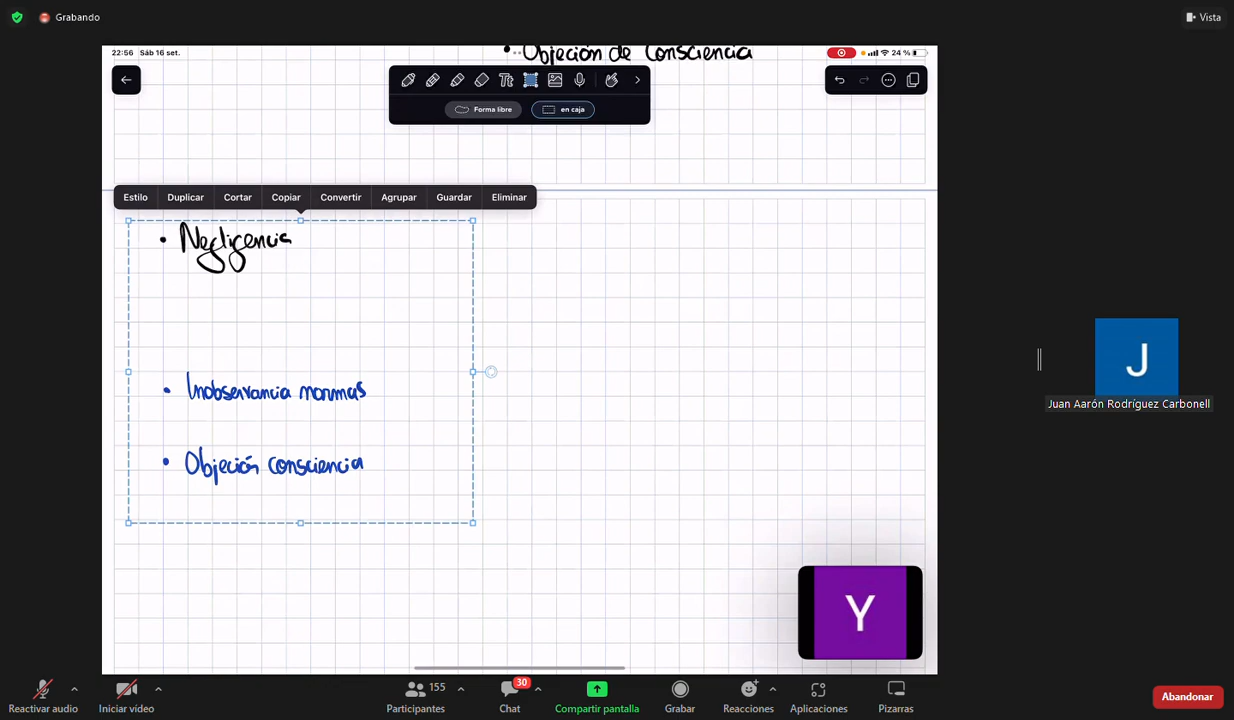 Grabando
Vista
22:56 Sáb 16 set.
• Objeción de Consciencia
24 %
Tt
Forma libre
en caja
Estilo Duplicar Cortar Copiar Convertir Agrupar Guardar Eliminar
• Negligencia
• Inobservancia normas
• Objeción consciencia
J
Juan Aarón Rodríguez Carbonell
Y
Reactivar audio
Iniciar vídeo
155
Participantes
30
Chat
Compartir pantalla
Grabar
Reacciones
Aplicaciones
Pizarras
Abandonar